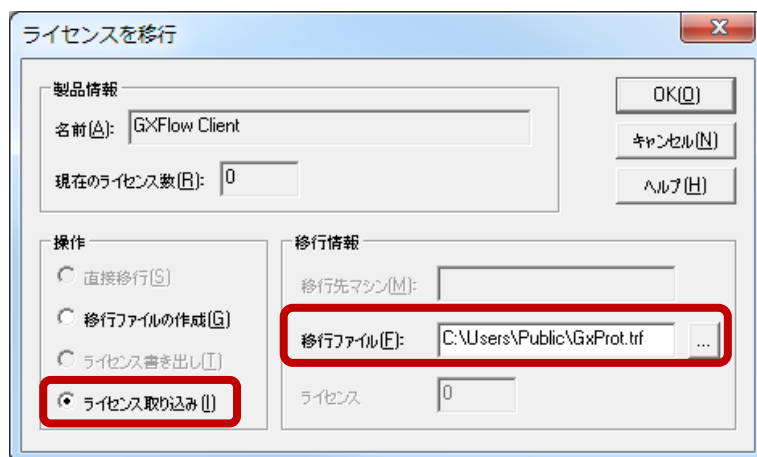 ライセンスを移行
製品情報
名前(A): GXFlow Client
現在のライセンス数(R): 0
OK(O)
キャンセル(N)
ヘルプ(H)
操作
直接移行(S)
移行ファイルの作成(G)
ライセンス書き出し(T)
ライセンス取り込み(I)
移行情報
移行先マシン(M):
移行ファイル(F): C:\Users\Public\GxProt.trf ...
ライセンス 0